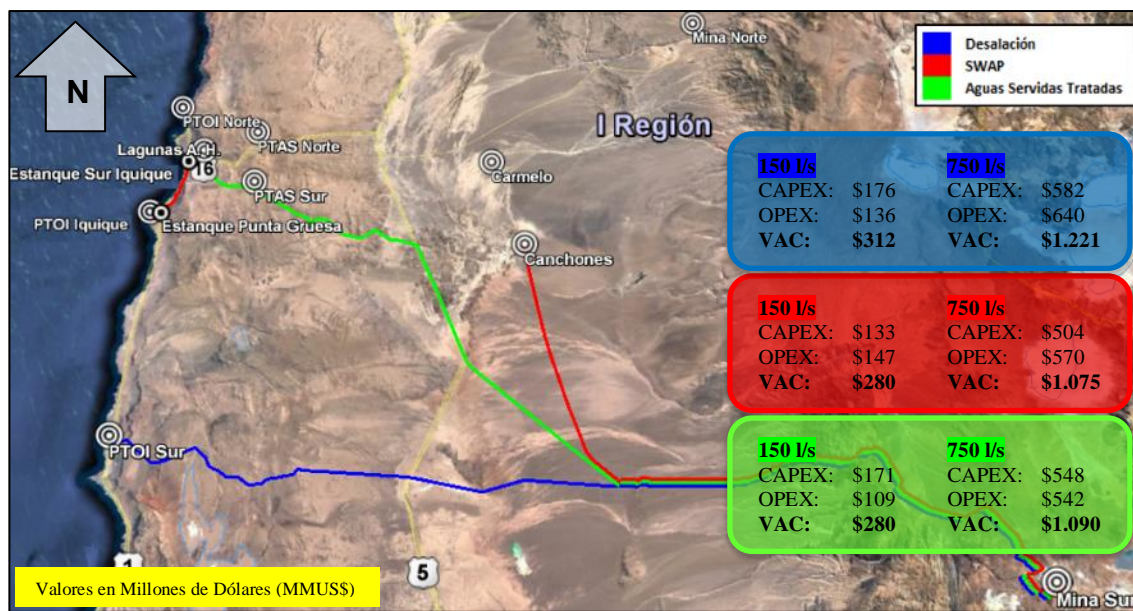 N
Mina Norte
Desalación
SWAP
Aguas Servidas Tratadas
PTOI Norte
I Región
PTAS Norte
Lagunas A.H.
16
Estanque Sur Iquique
Carmelo
PTAS Sur
PTOI Iquique
Estanque Punta Gruesa
Canchones
150 l/s 750 l/s
CAPEX: $176 CAPEX: $582
OPEX: $136 OPEX: $640
VAC: $312 VAC: $1.221
150 l/s 750 l/s
CAPEX: $133 CAPEX: $504
OPEX: $147 OPEX: $570
VAC: $280 VAC: $1.075
PTOI Sur
150 l/s 750 l/s
CAPEX: $171 CAPEX: $548
OPEX: $109 OPEX: $542
VAC: $280 VAC: $1.090
1
5
Valores en Millones de Dólares (MMUS$)
Mina Sur